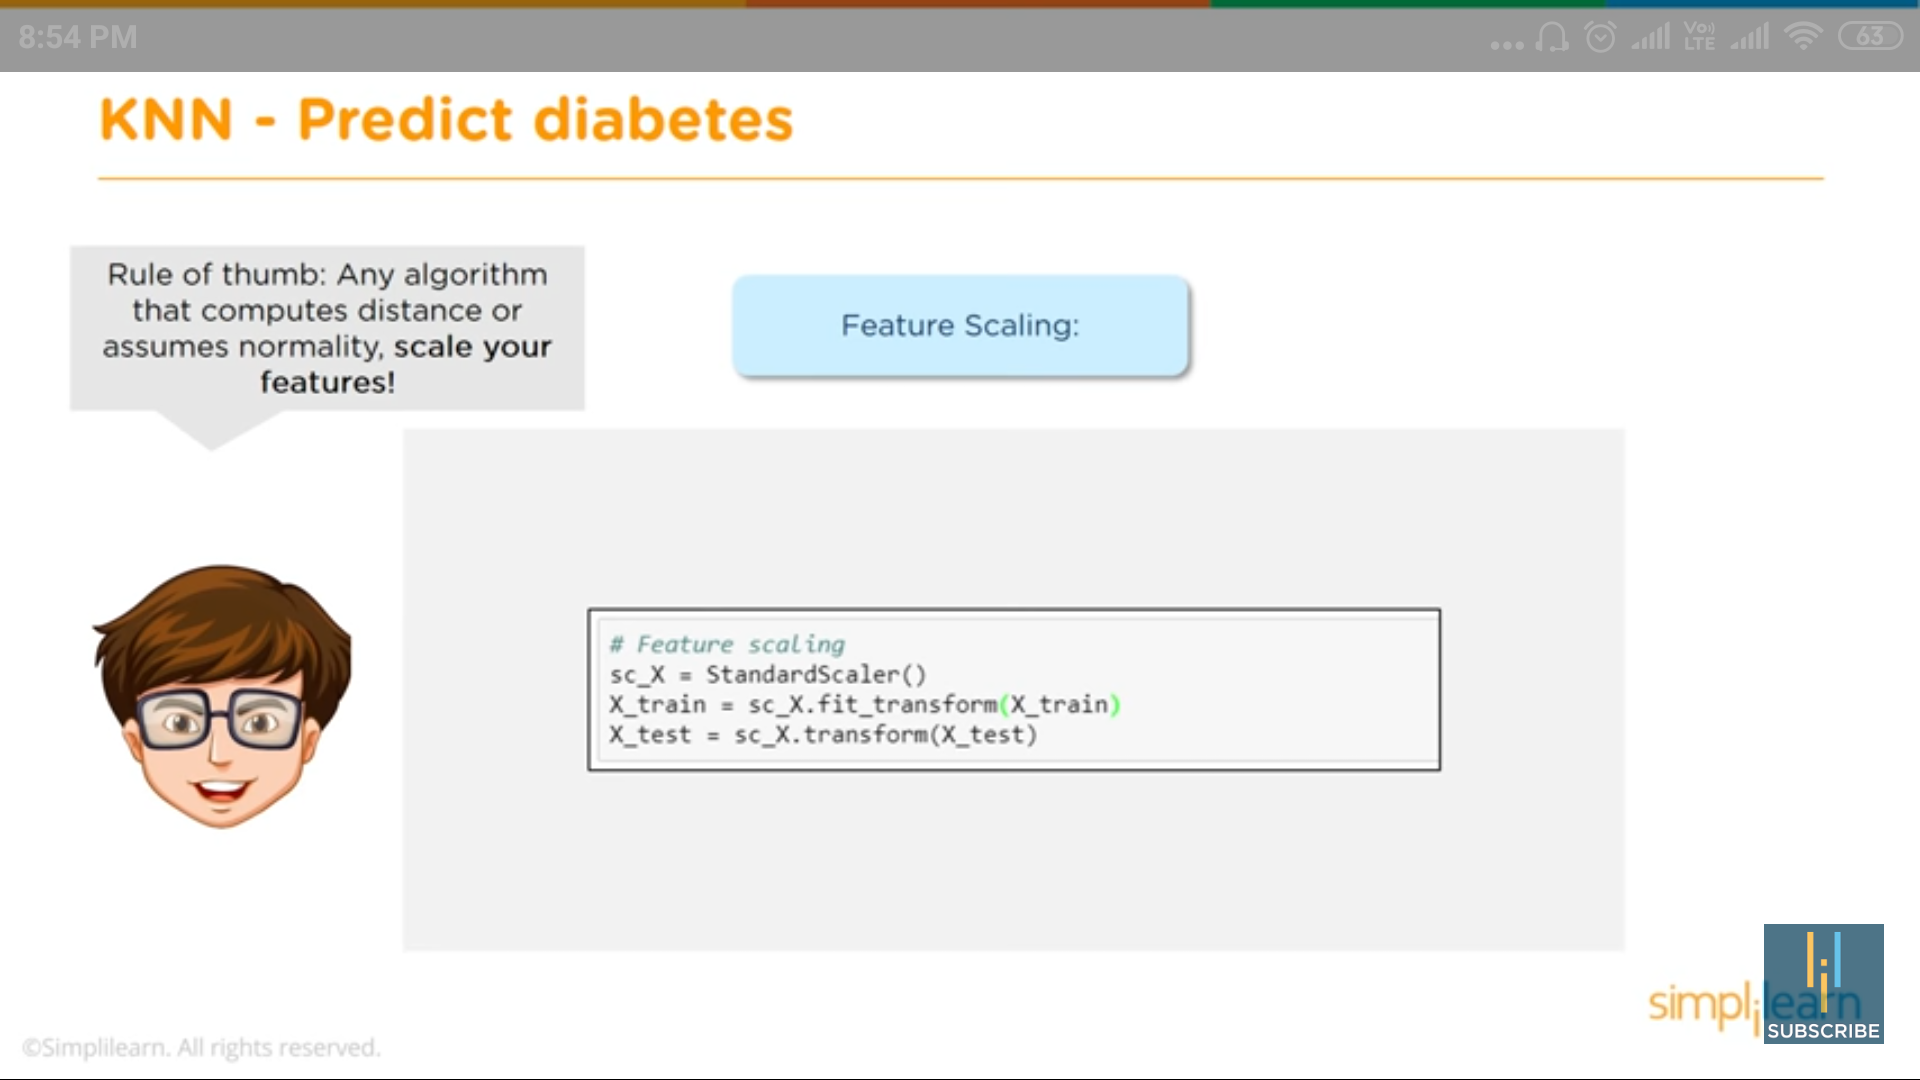 8:54 PM
Vo))
LTE
63
KNN - Predict diabetes
Rule of thumb: Any algorithm
that computes distance or
assumes normality, scale your
features!
Feature Scaling:
# Feature scaling
sc_X = StandardScaler()
X_train = sc_X.fit_transform(X_train)
X_test = sc_X.transform(X_test)
simplilearn
SUBSCRIBE
©Simplilearn. All rights reserved.